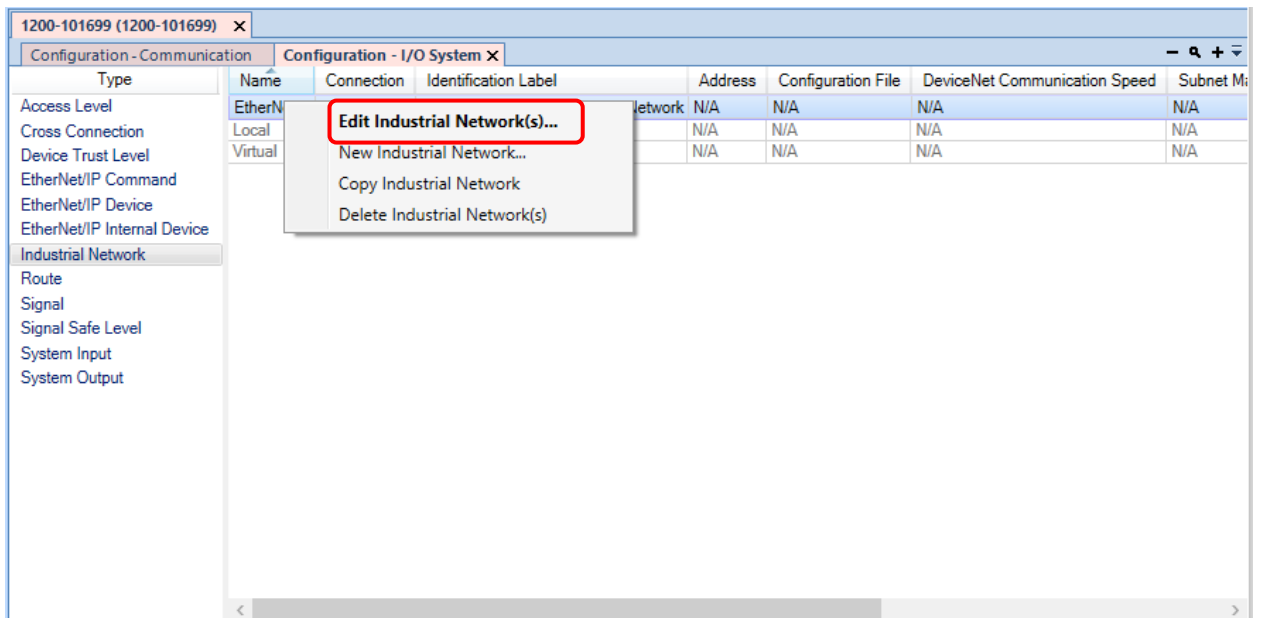 1200-101699 (1200-101699)
Configuration - Communication Configuration - I/O System
Type Name Connection Identification Label Address Configuration File DeviceNet Communication Speed Subnet
Access Level
Cross Connection
Device Trust Level
EtherNet/IP Command
EtherNet/IP Device
EtherNet/IP Internal Device
Industrial Network
Route
Signal
Signal Safe Level
System Input
System Output
N/A N/A N/A N/A
Local N/A N/A N/A N/A
Virtual N/A N/A N/A N/A
Edit Industrial Network(s)...
New Industrial Network...
Copy Industrial Network
Delete Industrial Network(s)